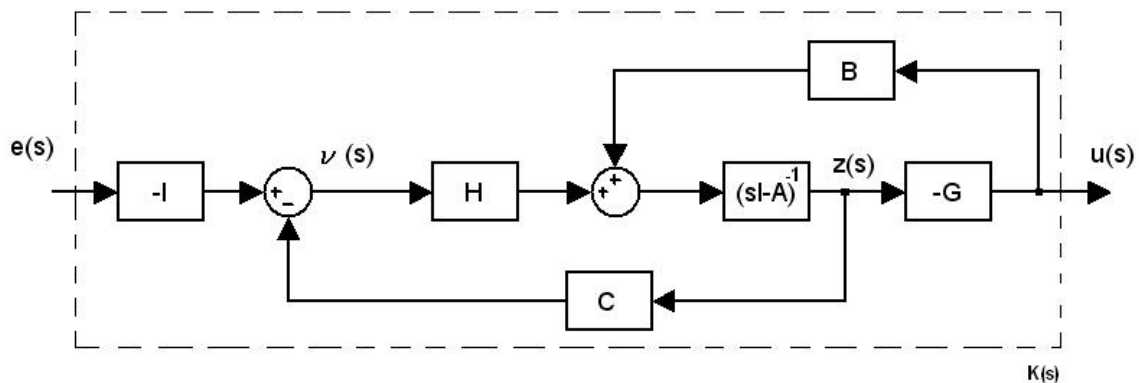 B
e(s)
ν (s)
z(s)
u(s)
-I
+
−
H
+
+
(sI-A)⁻¹
-G
C
K(s)